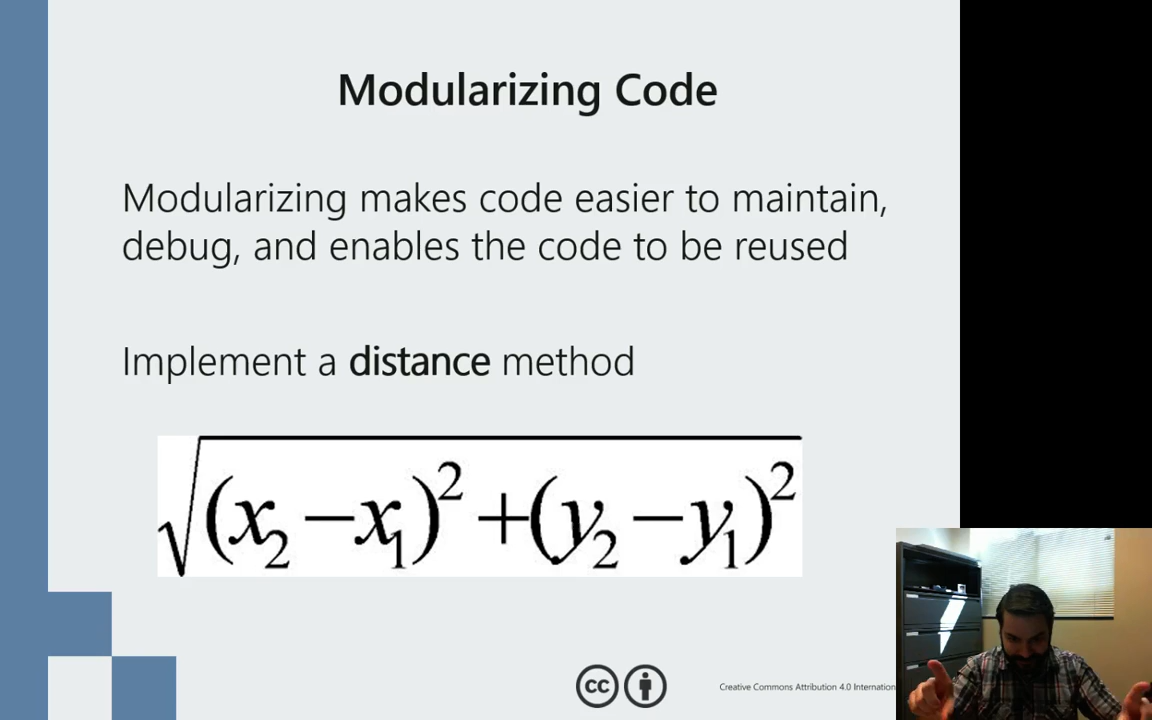 Modularizing Code
Modularizing makes code easier to maintain,
debug, and enables the code to be reused
Implement a distance method
√(x₂−x₁)²+(y₂−y₁)²
cc
Creative Commons Attribution 4.0